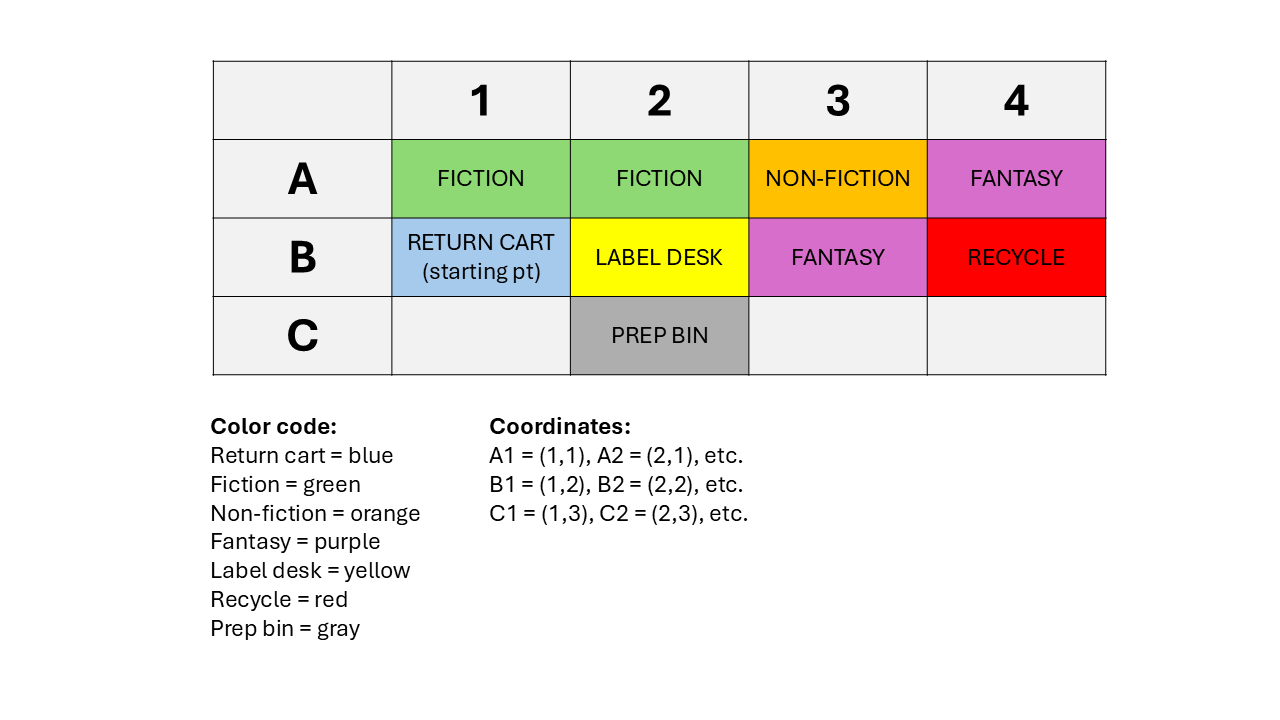 1 2 3 4
A FICTION FICTION NON-FICTION FANTASY
B RETURN CART (starting pt) LABEL DESK FANTASY RECYCLE
C PREP BIN
Color code:
Return cart = blue
Fiction = green
Non-fiction = orange
Fantasy = purple
Label desk = yellow
Recycle = red
Prep bin = gray
Coordinates:
A1 = (1,1), A2 = (2,1), etc.
B1 = (1,2), B2 = (2,2), etc.
C1 = (1,3), C2 = (2,3), etc.